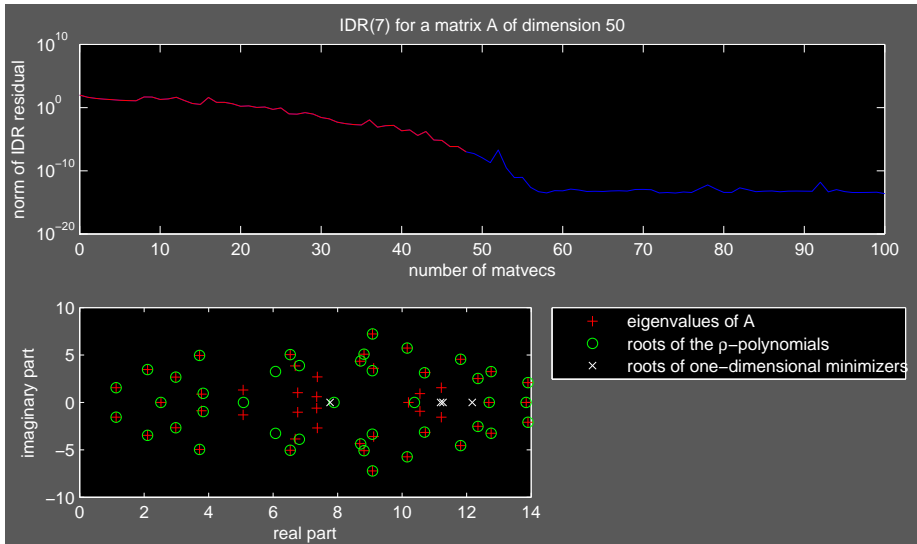 IDR(7) for a matrix A of dimension 50
norm of IDR residual
10^10
10^0
10^−10
10^−20
0 10 20 30 40 50 60 70 80 90 100
number of matvecs
imaginary part
10
5
0
−5
−10
0 2 4 6 8 10 12 14
real part
eigenvalues of A
roots of the ρ−polynomials
roots of one−dimensional minimizers